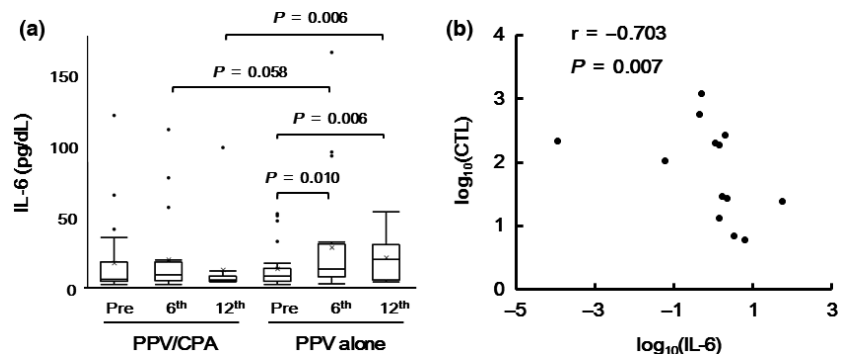 (a)
P = 0.006
P = 0.058
P = 0.006
P = 0.010
IL-6 (pg/dL)
150
100
50
0
Pre 6th 12th Pre 6th 12th
PPV/CPA PPV alone
(b)
r = −0.703
P = 0.007
log10(CTL)
4
3
2
1
0
−5 −3 −1 1 3
log10(IL-6)